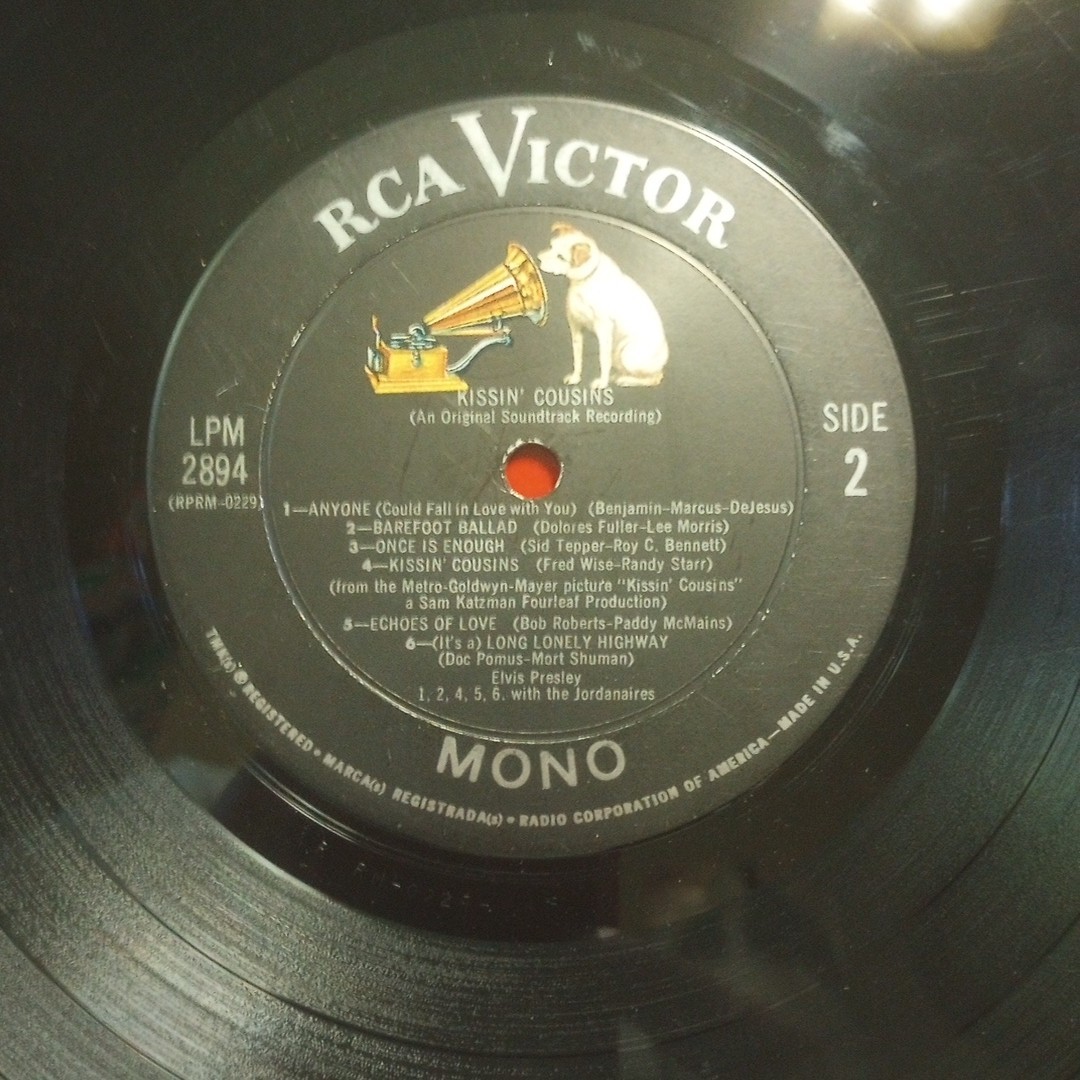 RCA VICTOR
KISSIN' COUSINS
(An Original Soundtrack Recording)
LPM
2894
(RPRM-0229)
SIDE
2
1—ANYONE (Could Fall in Love with You) (Benjamin-Marcus-DeJesus)
2—BAREFOOT BALLAD (Dolores Fuller-Lee Morris)
3—ONCE IS ENOUGH (Sid Tepper-Roy C. Bennett)
4—KISSIN' COUSINS (Fred Wise-Randy Starr)
(from the Metro-Goldwyn-Mayer picture "Kissin' Cousins"
a Sam Katzman Fourleaf Production)
5—ECHOES OF LOVE (Bob Roberts-Paddy McMains)
6—(It's a) LONG LONELY HIGHWAY
(Doc Pomus-Mort Shuman)
Elvis Presley
1, 2, 4, 5, 6. with the Jordanaires
MONO
TMK(s) ® REGISTERED • MARCA(s) REGISTRADA(s) • RADIO CORPORATION OF AMERICA—MADE IN U.S.A.